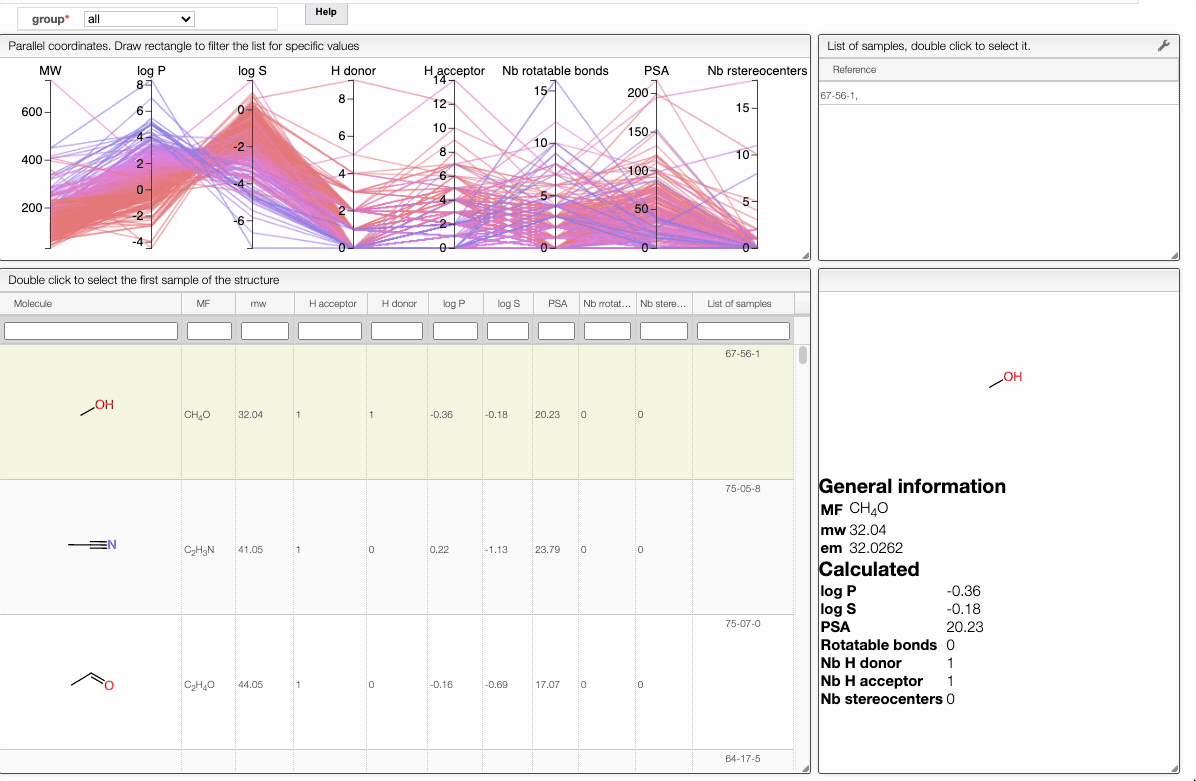 group* all
Help
Parallel coordinates. Draw rectangle to filter the list for specific values
MW log P log S H donor H acceptor Nb rotatable bonds PSA Nb rstereocenters
600 400 200
8 6 4 2 0 -2 -4
0 -2 -4 -6
8 6 4 2 0
14 12 10 8 6 4 2 0
15 10 5 0
200 150 100 50 0
15 10 5 0
List of samples, double click to select it.
Reference
67-56-1,
Double click to select the first sample of the structure
Molecule MF mw H acceptor H donor log P log S PSA Nb rrotat... Nb stere... List of samples
67-56-1
OH CH₄O 32.04 1 1 -0.36 -0.18 20.23 0 0
75-05-8
N C₂H₃N 41.05 1 0 0.22 -1.13 23.79 0 0
75-07-0
O C₂H₄O 44.05 1 0 -0.16 -0.69 17.07 0 0
64-17-5
OH
General information
MF CH₄O
mw 32.04
em 32.0262
Calculated
log P -0.36
log S -0.18
PSA 20.23
Rotatable bonds 0
Nb H donor 1
Nb H acceptor 1
Nb stereocenters 0